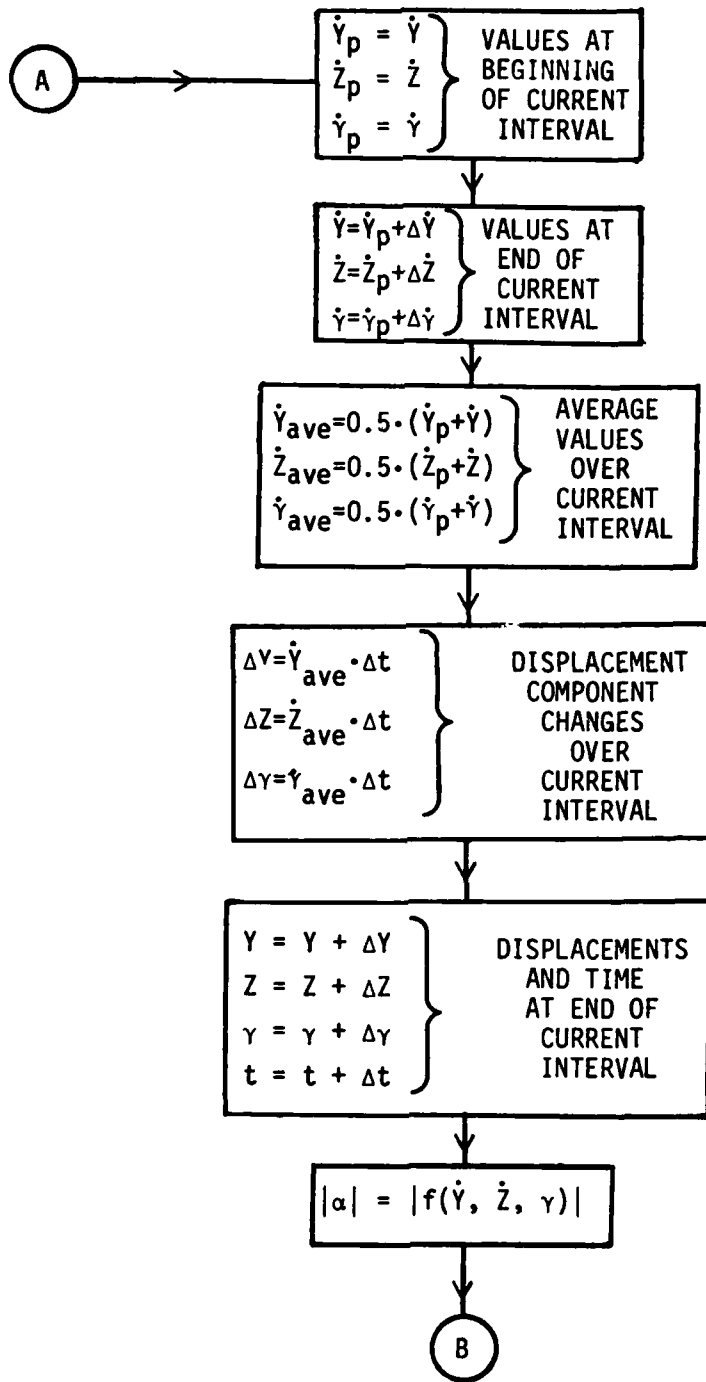 A
Ẏp = Ẏ
Żp = Ż
γ̇p = γ̇
VALUES AT
BEGINNING
OF CURRENT
INTERVAL
Ẏ=Ẏp+ΔẎ
Ż=Żp+ΔŻ
γ̇=γ̇p+Δγ̇
VALUES AT
END OF
CURRENT
INTERVAL
Ẏave=0.5·(Ẏp+Ẏ)
Żave=0.5·(Żp+Ż)
γ̇ave=0.5·(γ̇p+γ̇)
AVERAGE
VALUES
OVER
CURRENT
INTERVAL
ΔY=Ẏave·Δt
ΔZ=Żave·Δt
Δγ=γ̇ave·Δt
DISPLACEMENT
COMPONENT
CHANGES
OVER
CURRENT
INTERVAL
Y = Y + ΔY
Z = Z + ΔZ
γ = γ + Δγ
t = t + Δt
DISPLACEMENTS
AND TIME
AT END OF
CURRENT
INTERVAL
|α| = |f(Ẏ, Ż, γ)|
B